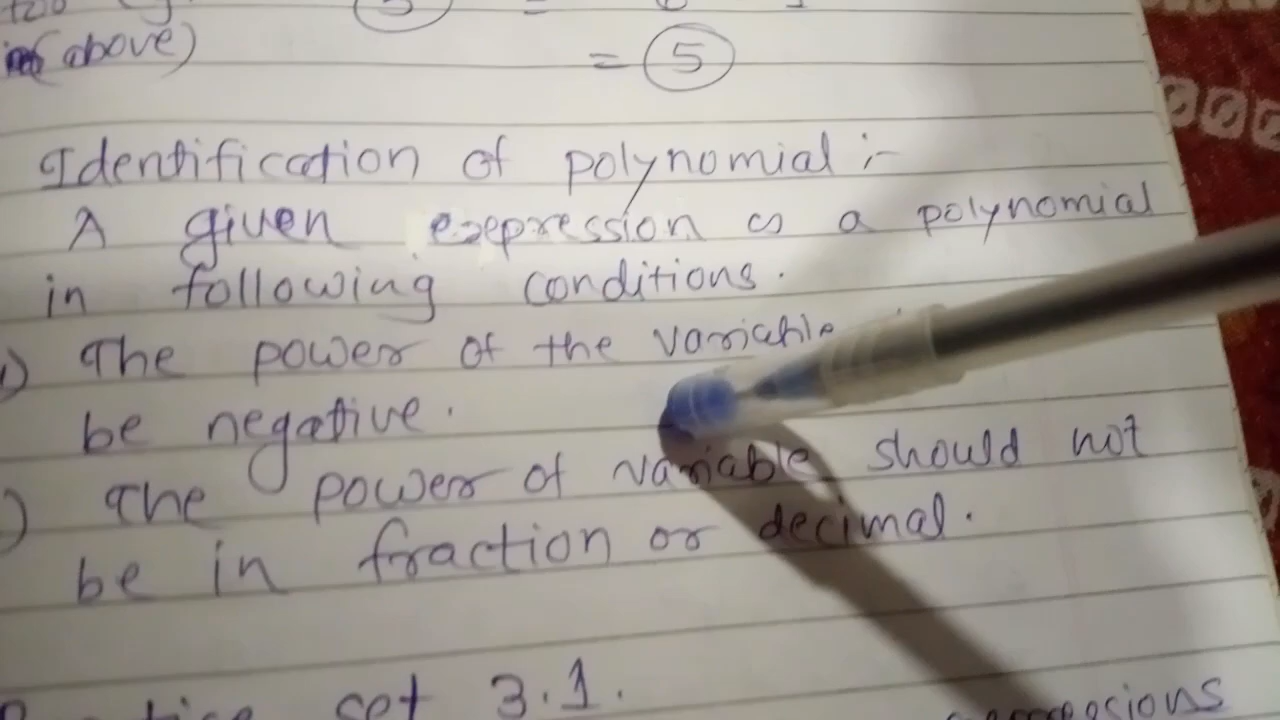 above)
= 5
Identification of polynomial :-
A given expression is a polynomial
in following conditions.
The power of the variable
be negative.
The power of variable should not
be in fraction or decimal.
set 3.1.